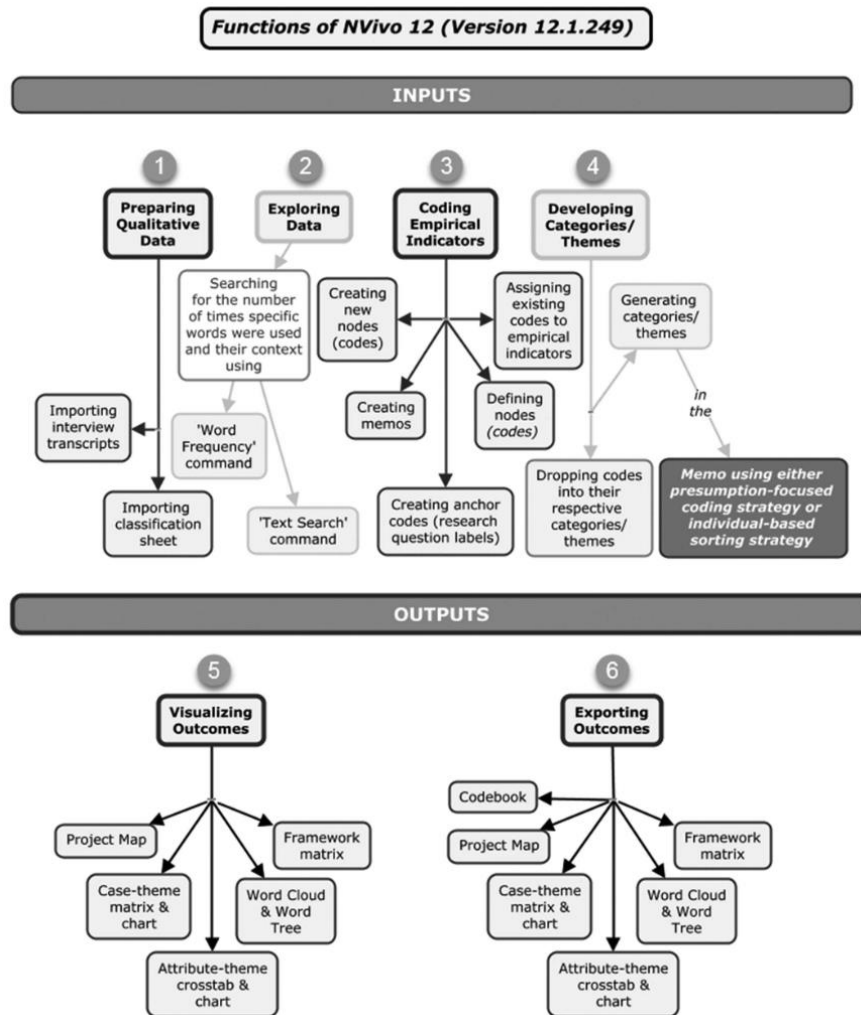 Functions of NVivo 12 (Version 12.1.249)
INPUTS
1
Preparing
Qualitative
Data
Importing
interview
transcripts
Importing
classification
sheet
2
Exploring
Data
Searching
for the number
of times specific
words were used
and their context
using
'Word
Frequency'
command
'Text Search'
command
3
Coding
Empirical
Indicators
Creating
new
nodes
(codes)
Assigning
existing
codes to
empirical
indicators
Creating
memos
Defining
nodes
(codes)
Creating anchor
codes (research
question labels)
4
Developing
Categories/
Themes
Generating
categories/
themes
in
the
Dropping codes
into their
respective
categories/
themes
Memo using either
presumption-focused
coding strategy or
individual-based
sorting strategy
OUTPUTS
5
Visualizing
Outcomes
Project Map
Framework
matrix
Case-theme
matrix &
chart
Word Cloud
& Word
Tree
Attribute-theme
crosstab &
chart
6
Exporting
Outcomes
Codebook
Project Map
Framework
matrix
Case-theme
matrix &
chart
Word Cloud
& Word
Tree
Attribute-theme
crosstab &
chart